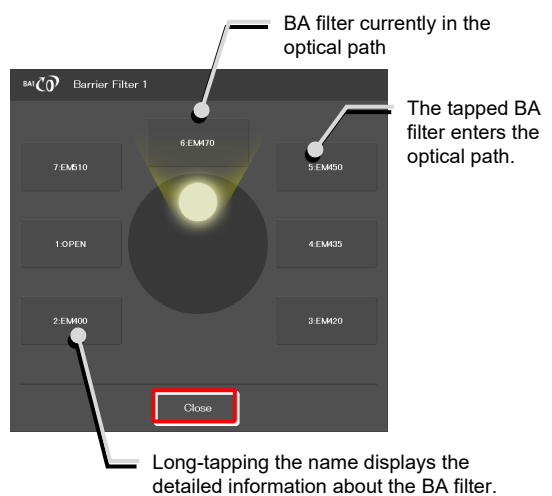 BA filter currently in the
optical path
BA1 Barrier Filter 1
The tapped BA
filter enters the
optical path.
6:EM470
7:EM510
5:EM450
1:OPEN
4:EM435
2:EM400
3:EM420
Close
Long-tapping the name displays the
detailed information about the BA filter.